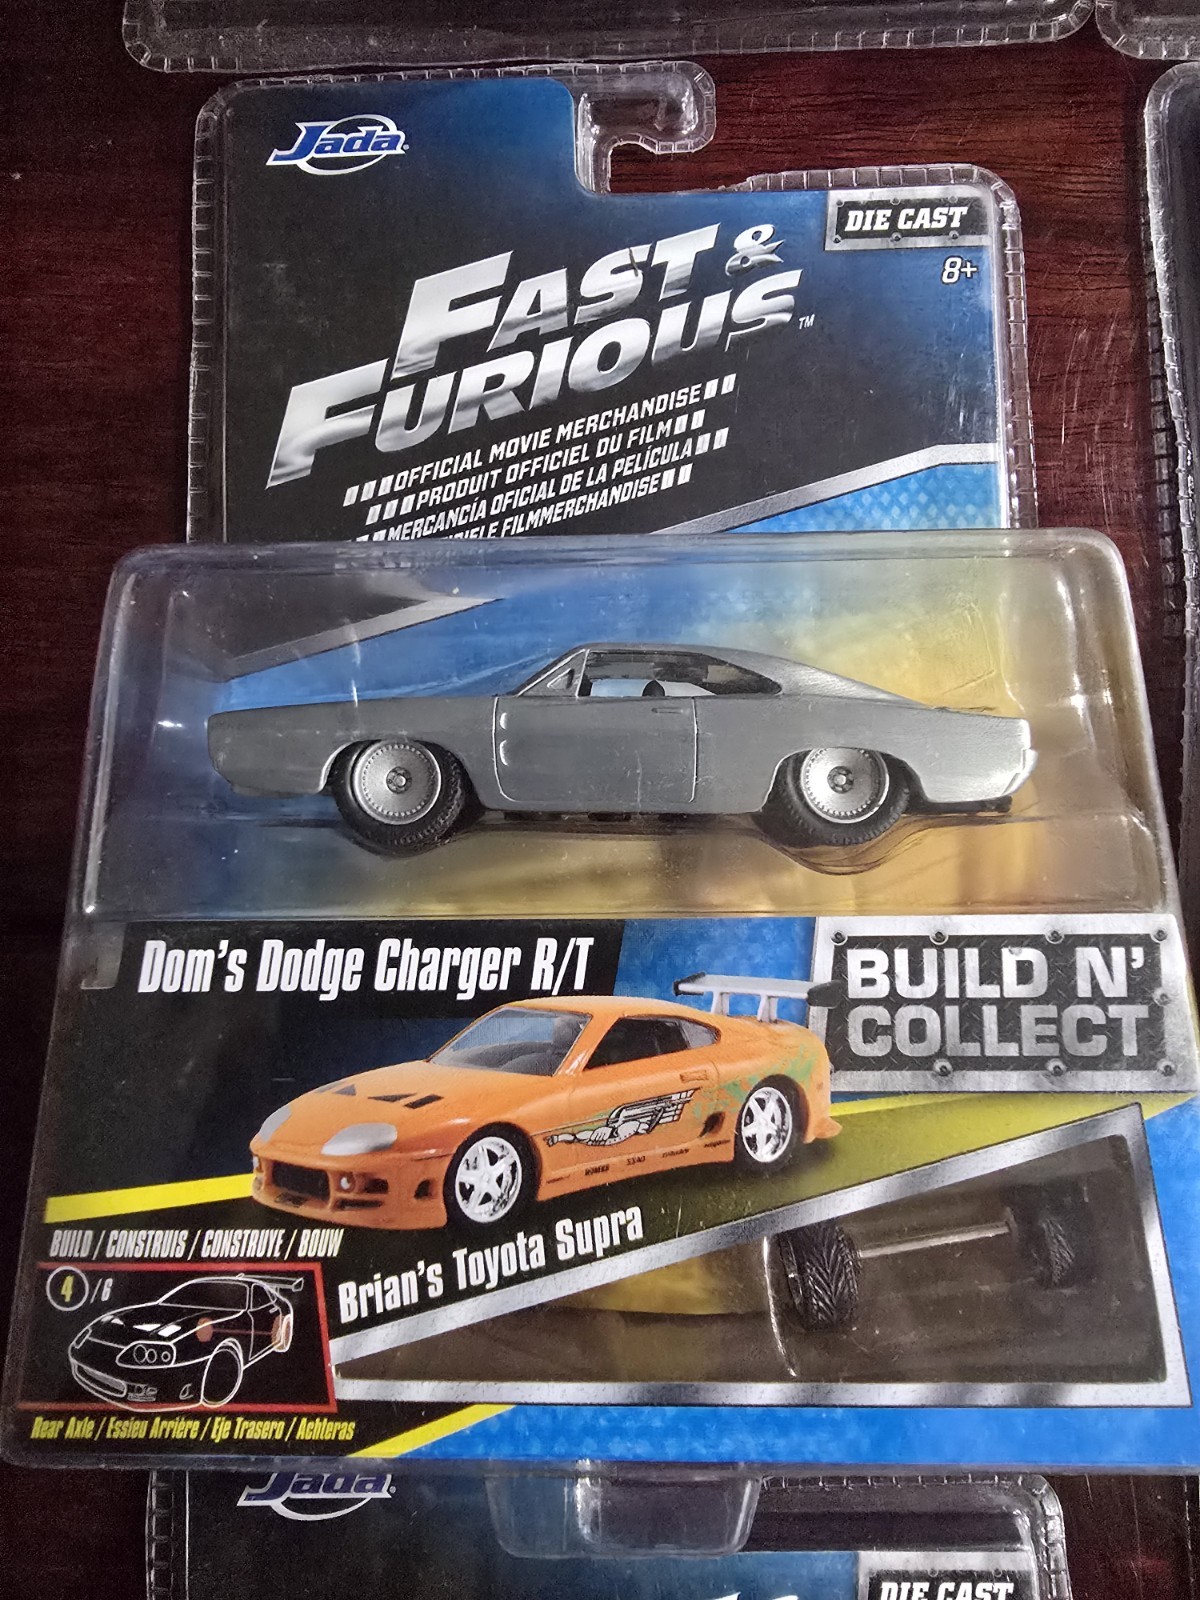 Jada
DIE CAST
8+
FAST &
FURIOUS™
OFFICIAL MOVIE MERCHANDISE
PRODUIT OFFICIEL DU FILM
MERCANCÍA OFICIAL DE LA PELÍCULA
FILMMERCHANDISE
Dom's Dodge Charger R/T
BUILD N'
COLLECT
BUILD / CONSTRUIS / CONSTRUYE / BOUW
4/6
Brian's Toyota Supra
Rear Axle / Essieu Arrière / Eje Trasero / Achteras
Jada
DIE CAST